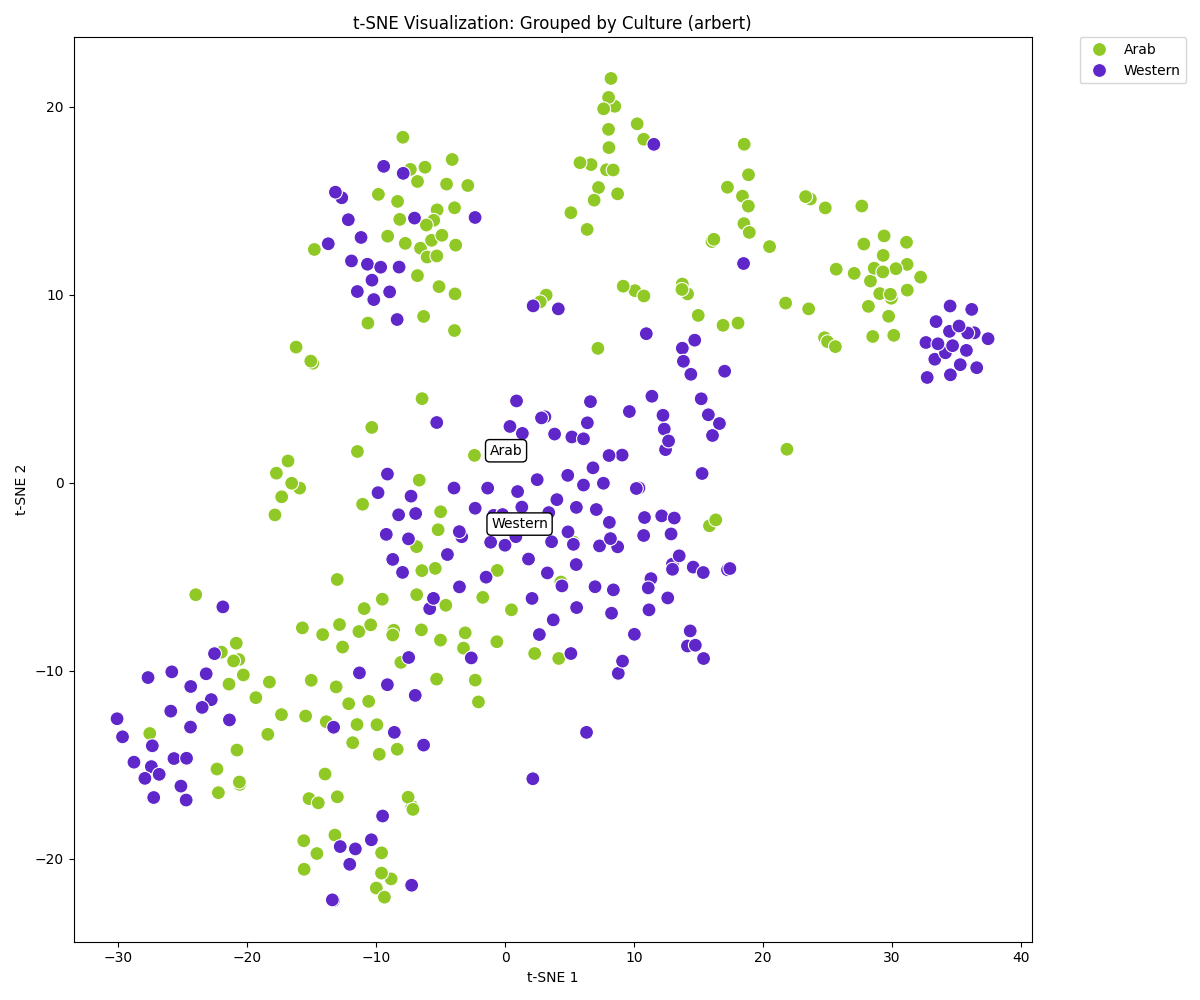 t-SNE Visualization: Grouped by Culture (arbert)
Arab
Western
20
10
0
−10
−20
t-SNE 2
Arab
Western
−30
−20
−10
0
10
20
30
40
t-SNE 1